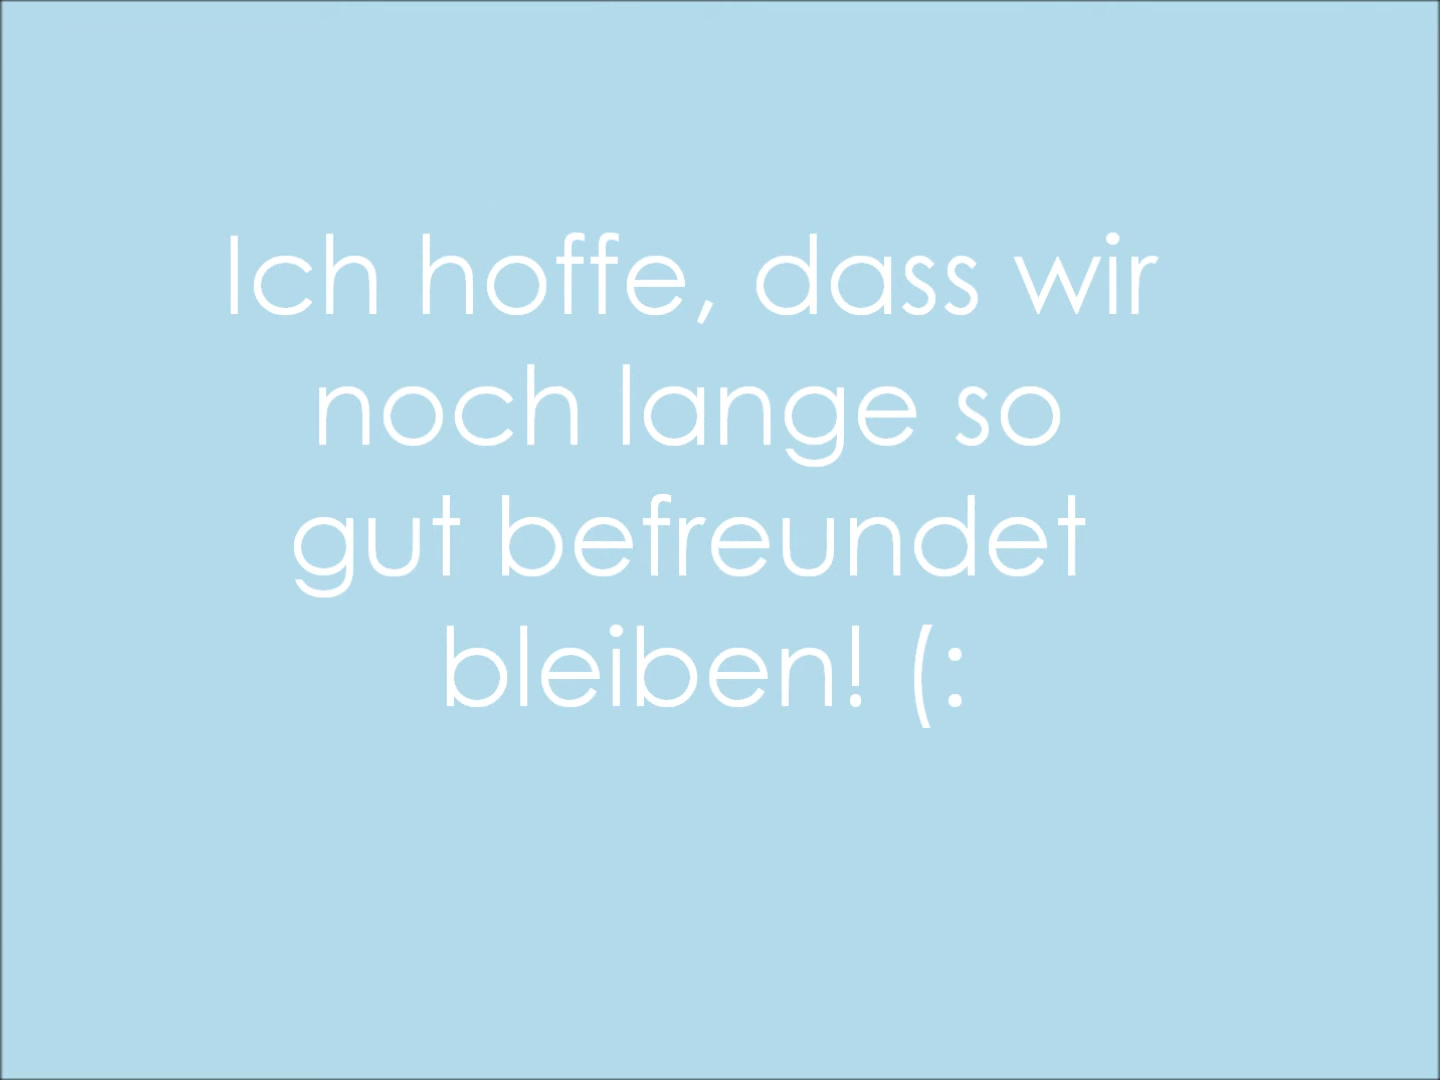 Ich hoffe, dass wir
noch lange so
gut befreundet
bleiben! (: